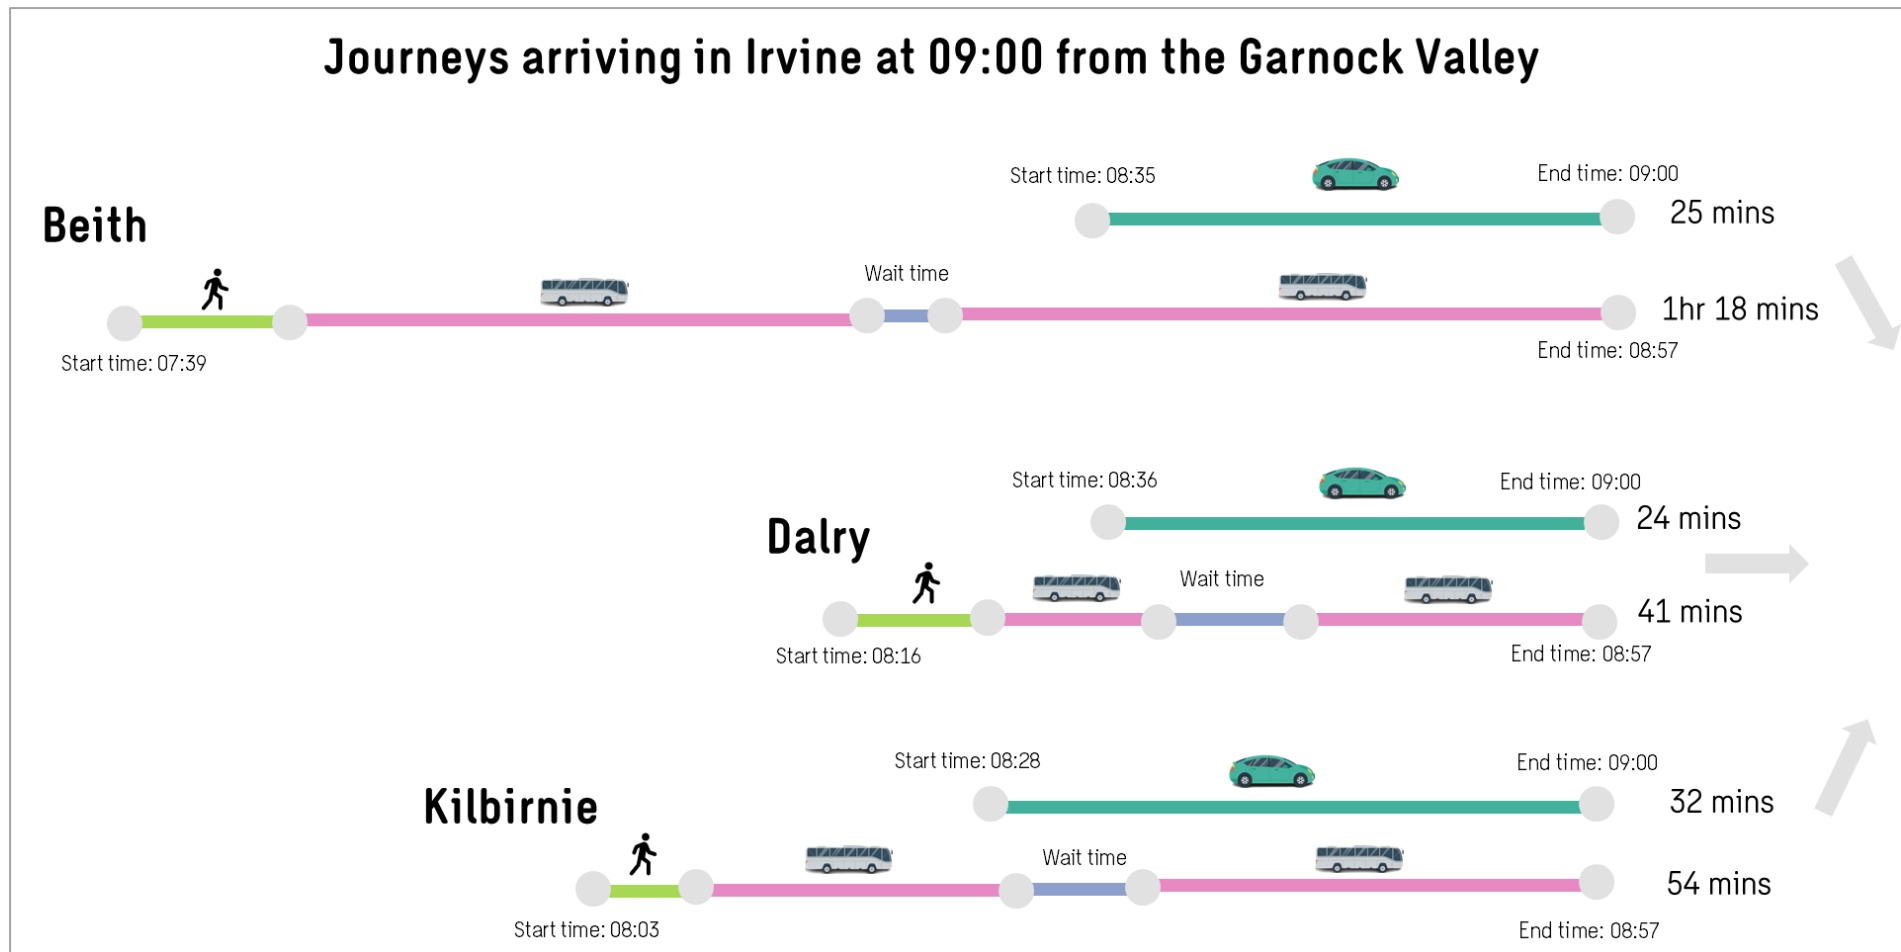 Journeys arriving in Irvine at 09:00 from the Garnock Valley
Start time: 08:35
End time: 09:00
25 mins
Beith
Wait time
1hr 18 mins
Start time: 07:39
End time: 08:57
Start time: 08:36
End time: 09:00
24 mins
Dalry
Wait time
41 mins
Start time: 08:16
End time: 08:57
Start time: 08:28
End time: 09:00
32 mins
Kilbirnie
Wait time
54 mins
Start time: 08:03
End time: 08:57